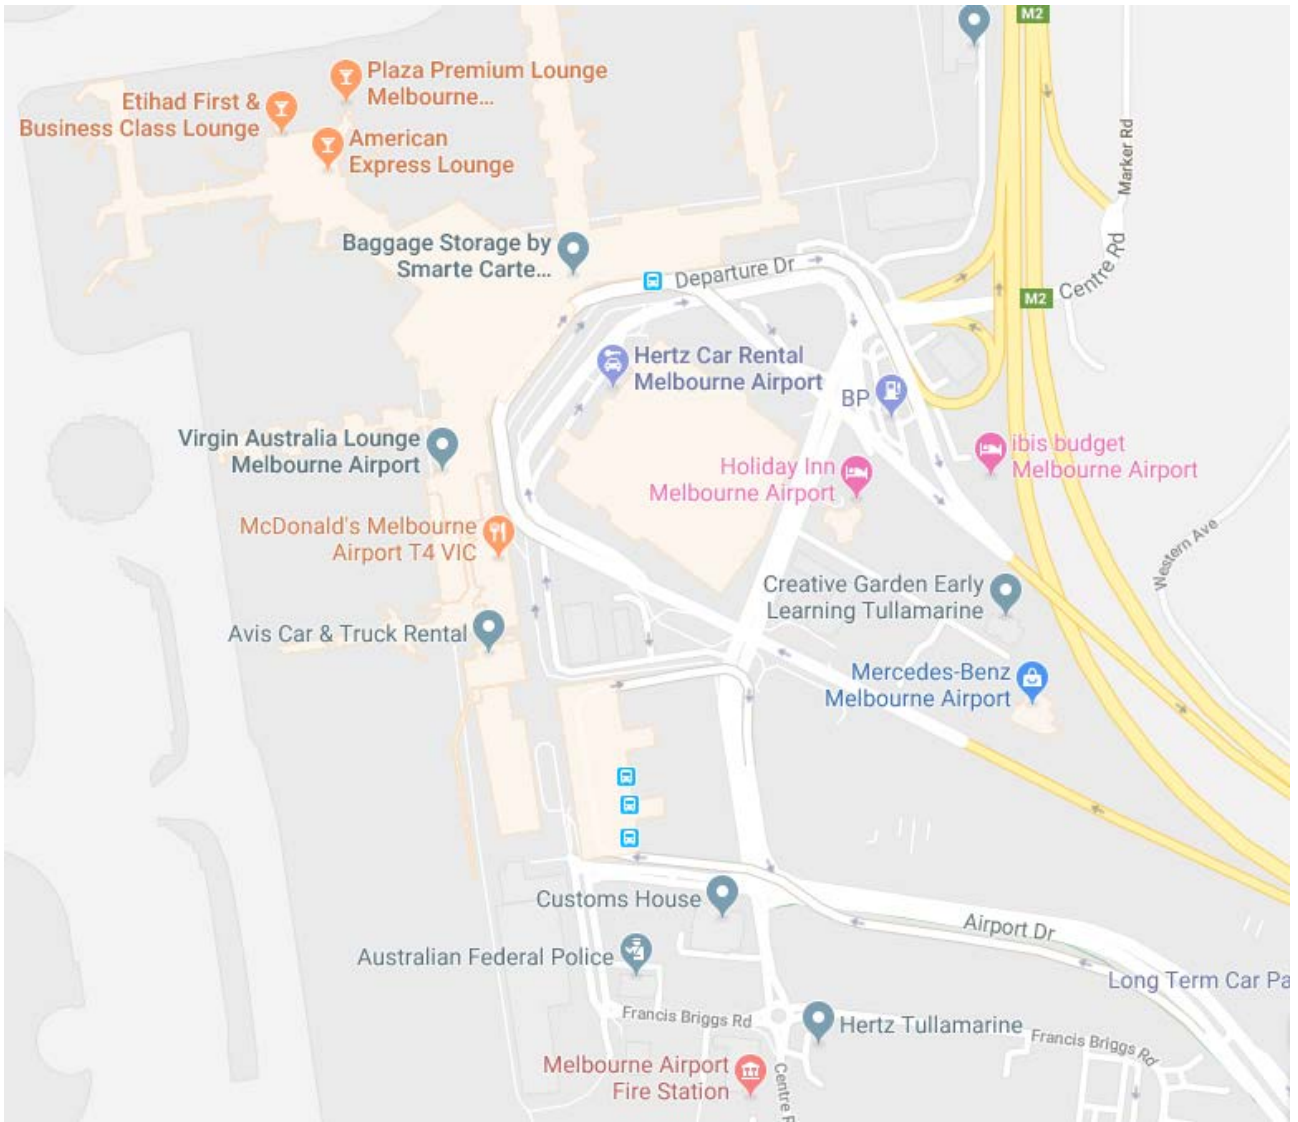 M2
Plaza Premium Lounge
Melbourne...
Etihad First &
Business Class Lounge
American
Express Lounge
Marker Rd
Baggage Storage by
Smarte Carte...
Departure Dr
Centre Rd
M2
Hertz Car Rental
Melbourne Airport
BP
Virgin Australia Lounge
Melbourne Airport
ibis budget
Melbourne Airport
Holiday Inn
Melbourne Airport
McDonald's Melbourne
Airport T4 VIC
Western Ave
Creative Garden Early
Learning Tullamarine
Avis Car & Truck Rental
Mercedes-Benz
Melbourne Airport
Customs House
Airport Dr
Australian Federal Police
Long Term Car Pa
Francis Briggs Rd
Hertz Tullamarine
Francis Briggs Rd
Melbourne Airport
Fire Station
Centre R